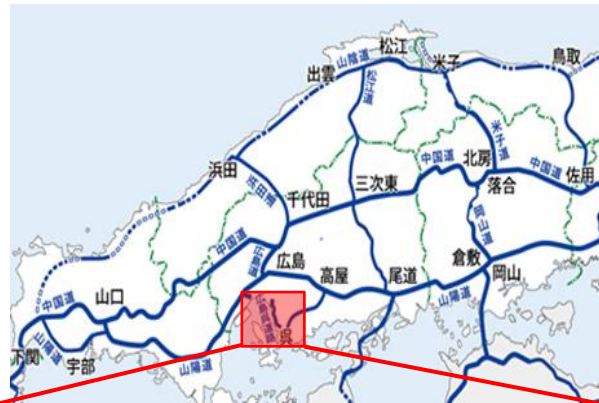 松江
米子
鳥取
山陰道
出雲
松江道
米子道
北房
中国道
中国道
佐用
浜田
三次東
落合
浜田道
千代田
岡山道
中国道
広島道
広島
倉敷
高屋
尾道
岡山
山口
中国道
山陽道
呉
下関
山陽道
宇部
山陽道